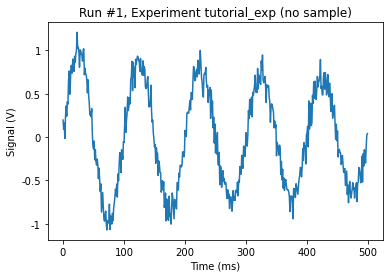 Run #1, Experiment tutorial_exp (no sample)
Signal (V)
1
0.5
0
-0.5
-1
0 100 200 300 400 500
Time (ms)